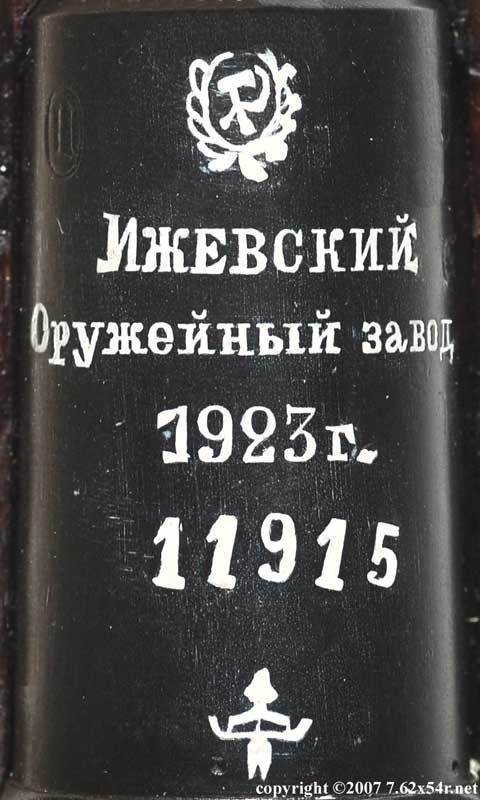 ИЖЕВСКИЙ
Оружейный завод
1923г.
11915
copyright ©2007 7.62x54r.net